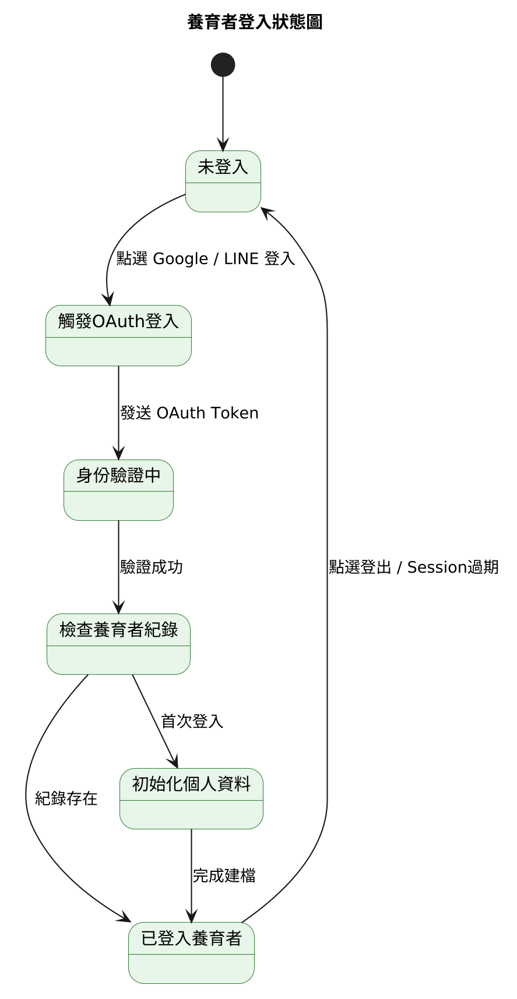 養育者登入狀態圖
未登入
點選 Google / LINE 登入
觸發OAuth登入
發送 OAuth Token
身份驗證中
驗證成功
點選登出 / Session過期
檢查養育者紀錄
首次登入
初始化個人資料
紀錄存在
完成建檔
已登入養育者